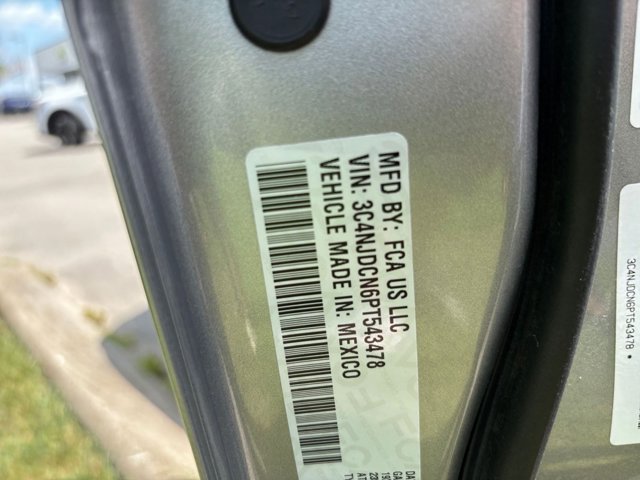 MFD BY: FCA US LLC
VIN: 3C4NJDCN6PT543478
VEHICLE MADE IN: MEXICO
3C4NJDCN6PT543478